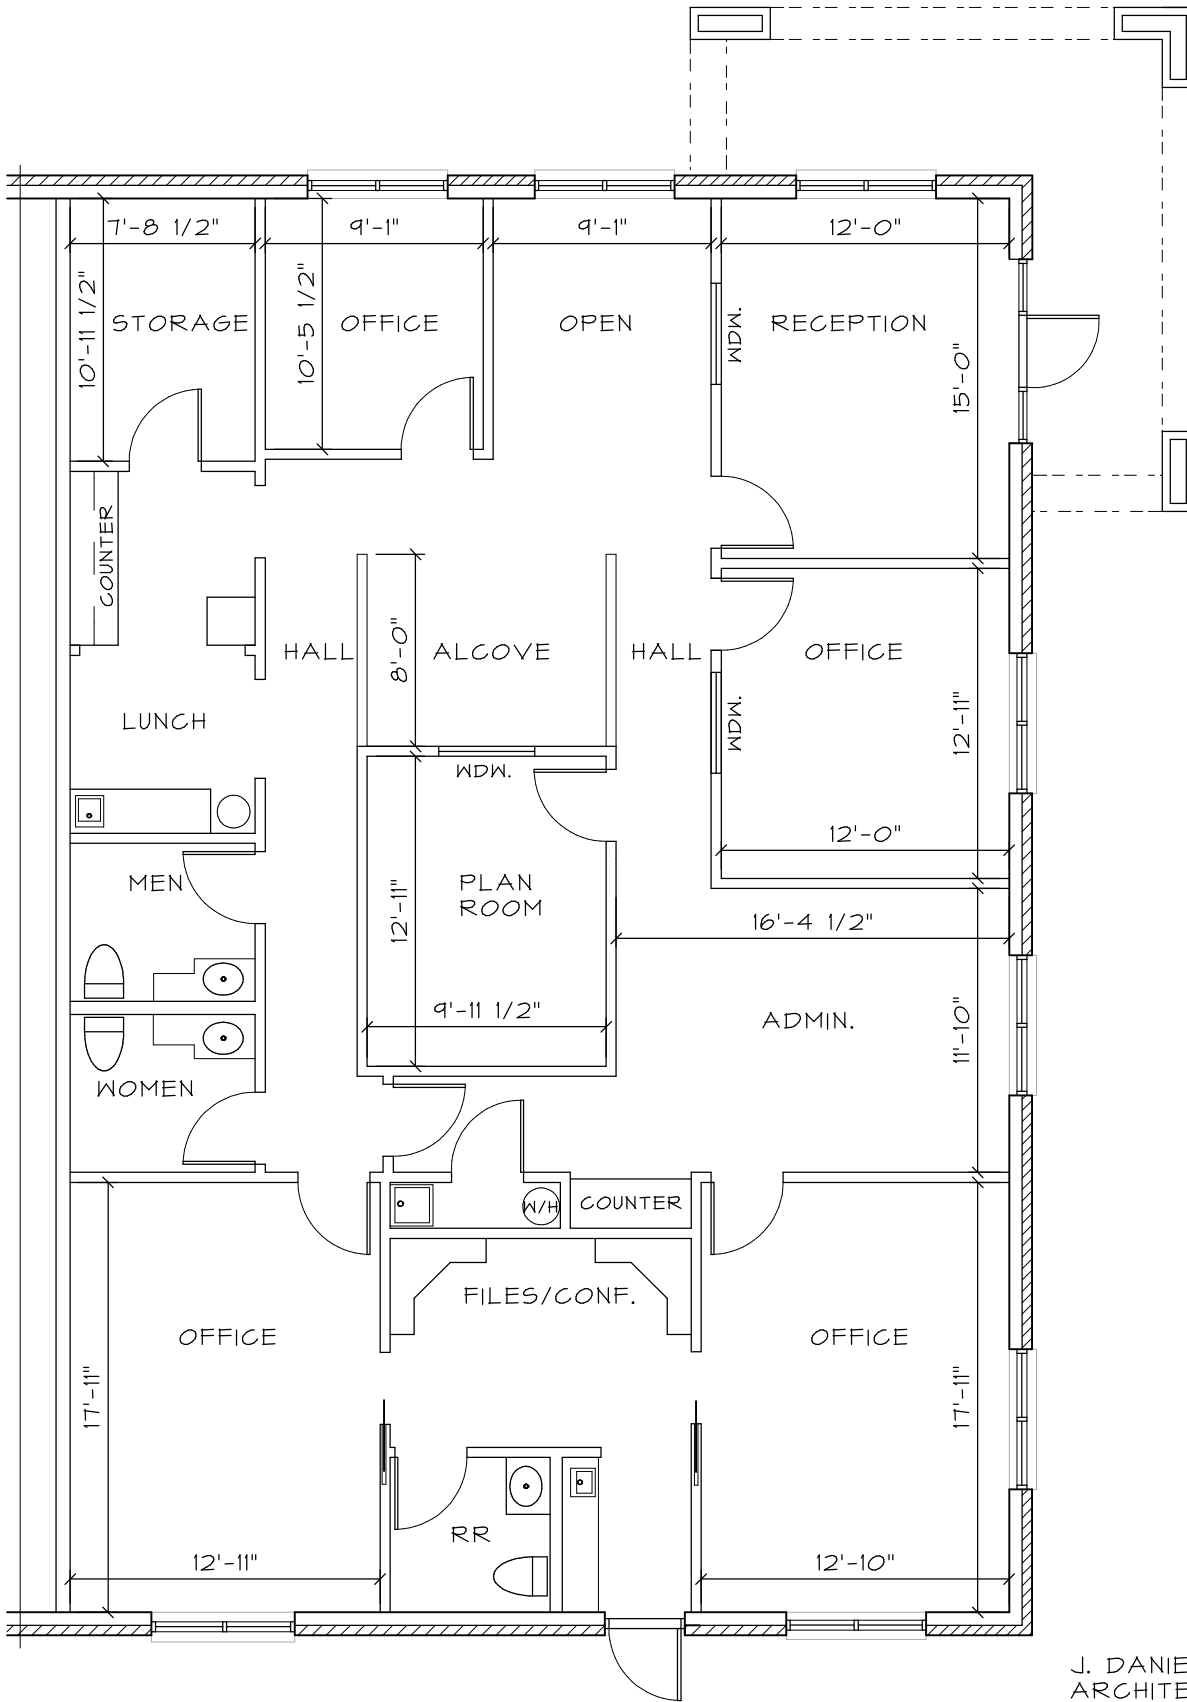 7'-8 1/2"
9'-1"
9'-1"
12'-0"
10'-11 1/2"
STORAGE
10'-5 1/2"
OFFICE
OPEN
WDW.
RECEPTION
15'-0"
COUNTER
HALL
8'-0"
ALCOVE
HALL
OFFICE
LUNCH
WDW.
12'-11"
WDW.
12'-0"
MEN
12'-11"
PLAN
ROOM
16'-4 1/2"
9'-11 1/2"
ADMIN.
11'-10"
WOMEN
W/H
COUNTER
FILES/CONF.
OFFICE
OFFICE
17'-11"
17'-11"
RR
12'-11"
12'-10"
J. DANIE
ARCHITE